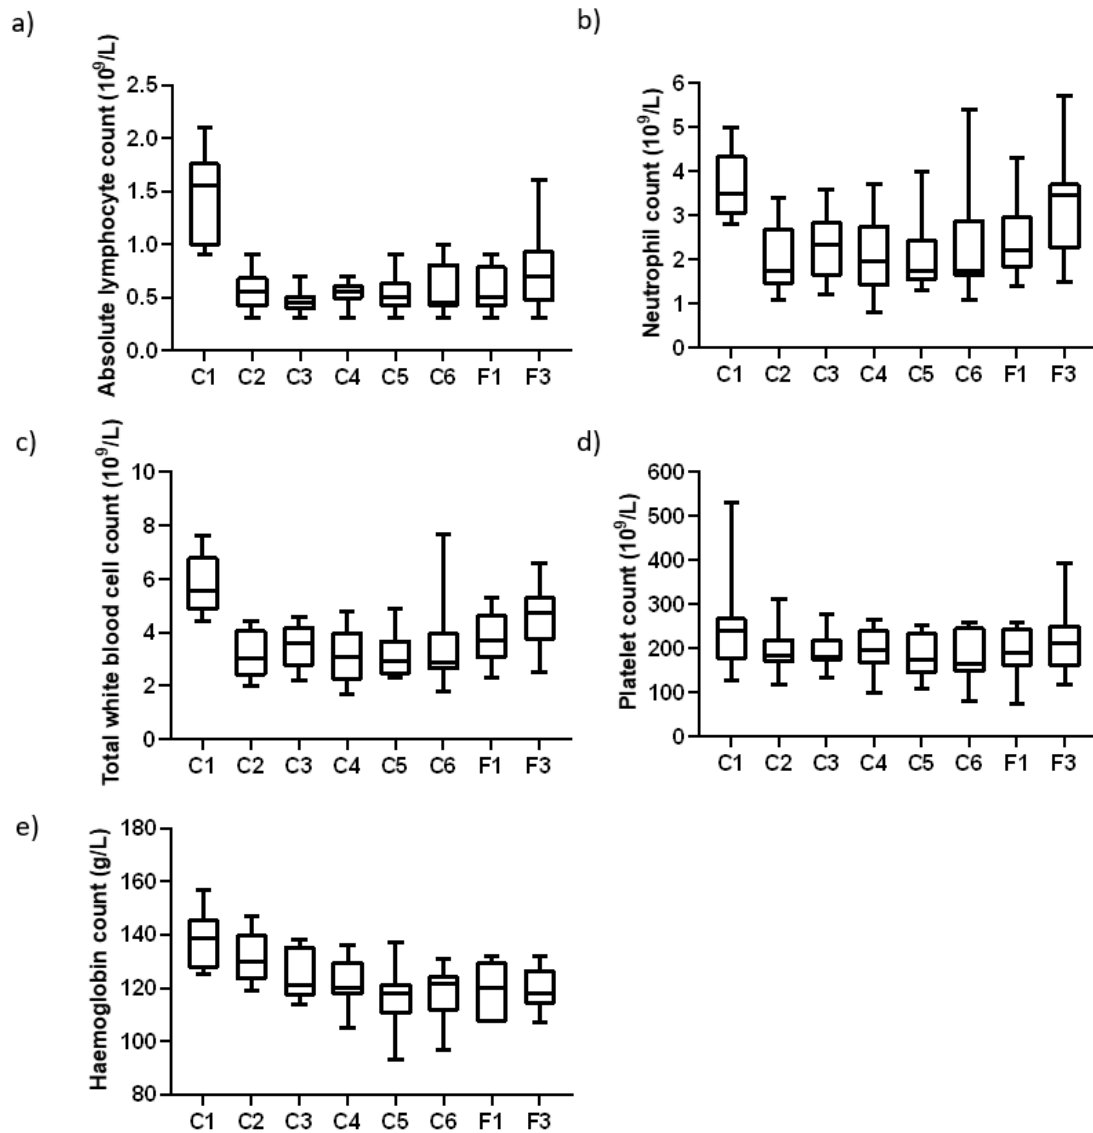 a)
Absolute lymphocyte count (10⁹/L)
2.5
2.0
1.5
1.0
0.5
0.0
C1 C2 C3 C4 C5 C6 F1 F3
b)
Neutrophil count (10⁹/L)
6
5
4
3
2
1
0
C1 C2 C3 C4 C5 C6 F1 F3
c)
Total white blood cell count (10⁹/L)
10
8
6
4
2
0
C1 C2 C3 C4 C5 C6 F1 F3
d)
Platelet count (10⁹/L)
600
500
400
300
200
100
0
C1 C2 C3 C4 C5 C6 F1 F3
e)
Haemoglobin count (g/L)
180
160
140
120
100
80
C1 C2 C3 C4 C5 C6 F1 F3